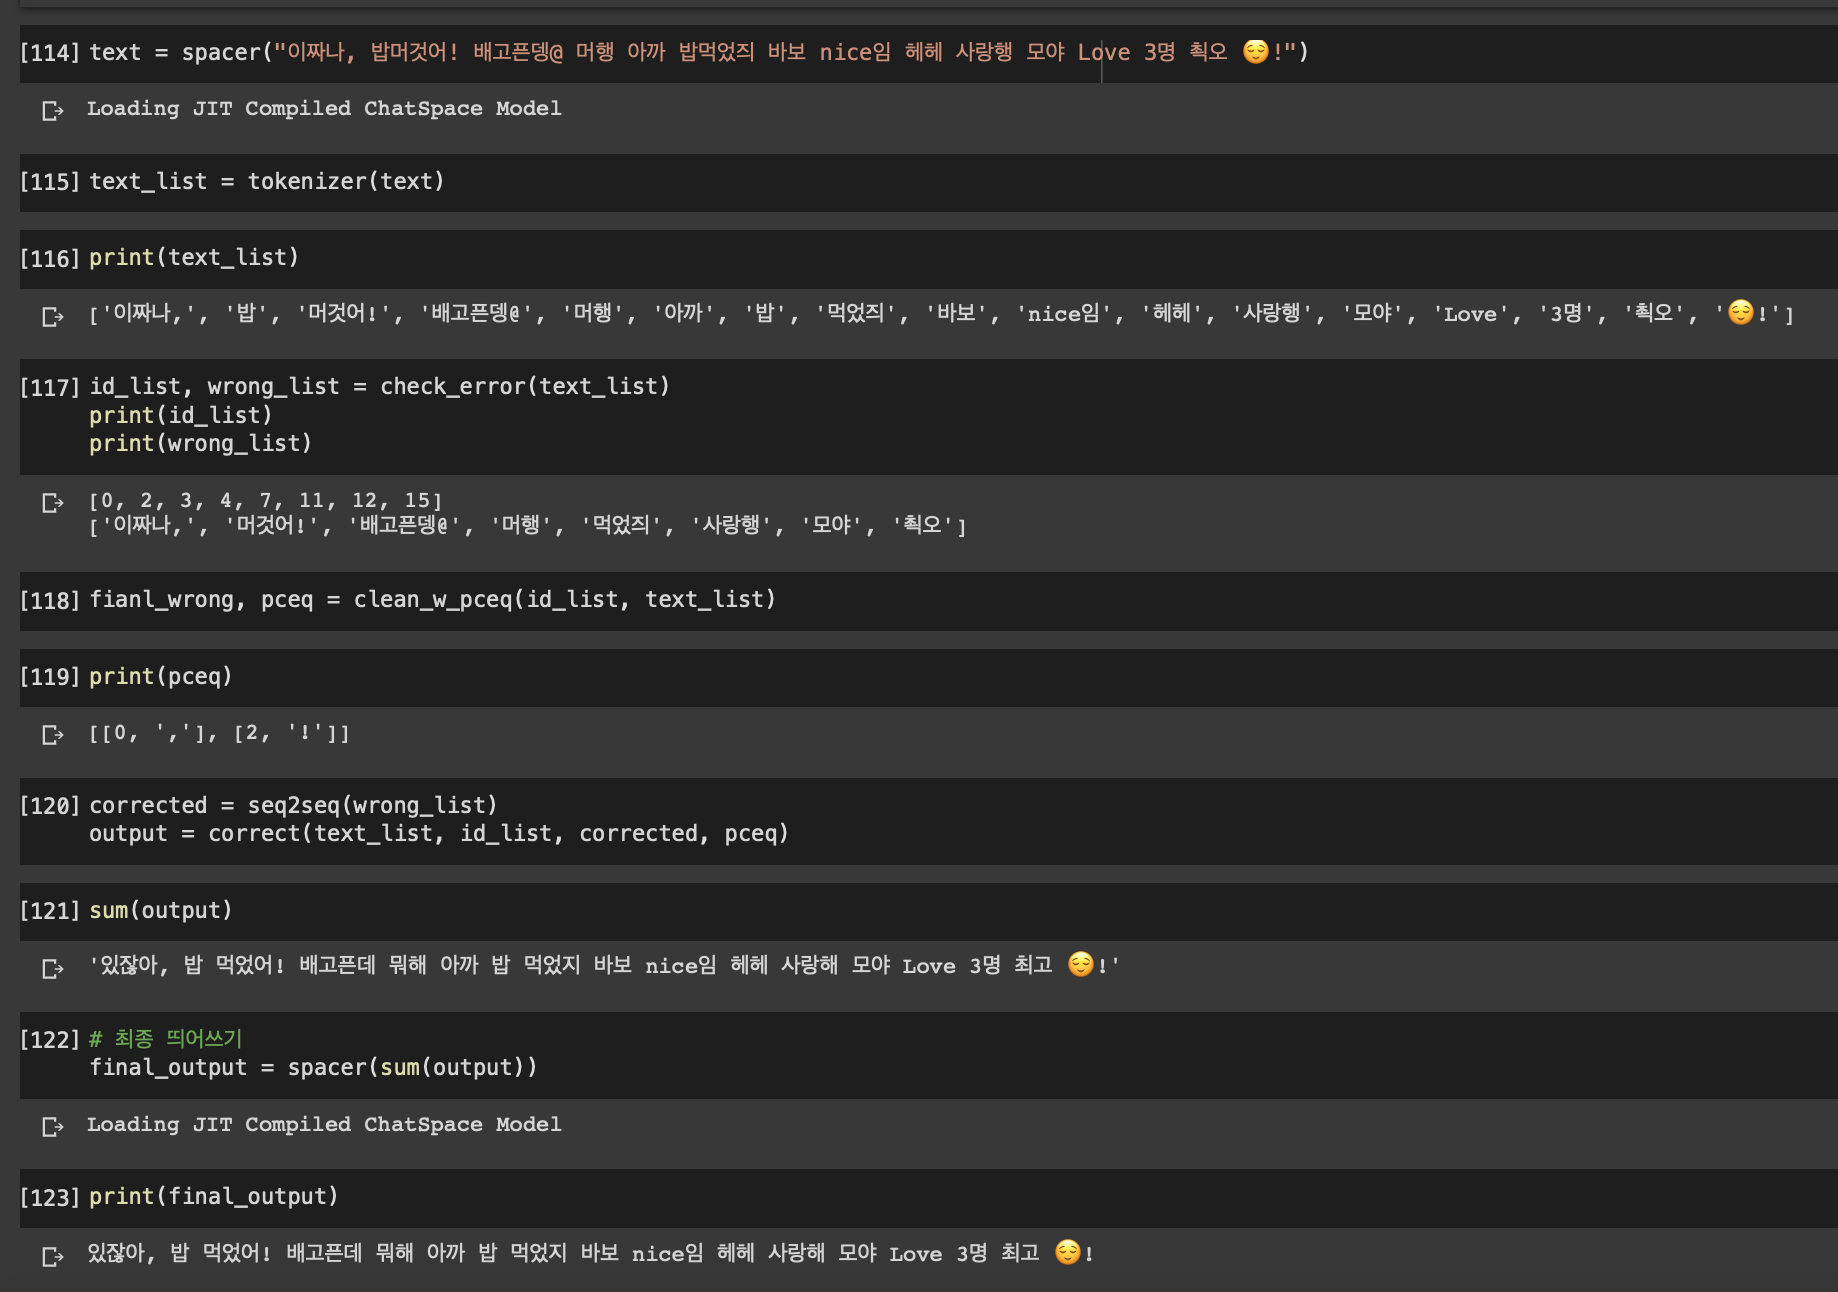 [114] text = spacer("이짜나, 밥머것어! 배고픈뎅@ 머행 아까 밥먹었즤 바보 nice임 헤헤 사랑행 모야 Love 3명 쵝오 😌!")
Loading JIT Compiled ChatSpace Model
[115] text_list = tokenizer(text)
[116] print(text_list)
['이짜나,', '밥', '머것어!', '배고픈뎅@', '머행', '아까', '밥', '먹었즤', '바보', 'nice임', '헤헤', '사랑행', '모야', 'Love', '3명', '쵝오', '😌!']
[117] id_list, wrong_list = check_error(text_list)
print(id_list)
print(wrong_list)
[0, 2, 3, 4, 7, 11, 12, 15]
['이짜나,', '머것어!', '배고픈뎅@', '머행', '먹었즤', '사랑행', '모야', '쵝오']
[118] fianl_wrong, pceq = clean_w_pceq(id_list, text_list)
[119] print(pceq)
[[0, ','], [2, '!']]
[120] corrected = seq2seq(wrong_list)
output = correct(text_list, id_list, corrected, pceq)
[121] sum(output)
'있잖아, 밥 먹었어! 배고픈데 뭐해 아까 밥 먹었지 바보 nice임 헤헤 사랑해 모야 Love 3명 최고 😌!'
[122] # 최종 띄어쓰기
final_output = spacer(sum(output))
Loading JIT Compiled ChatSpace Model
[123] print(final_output)
있잖아, 밥 먹었어! 배고픈데 뭐해 아까 밥 먹었지 바보 nice임 헤헤 사랑해 모야 Love 3명 최고 😌!